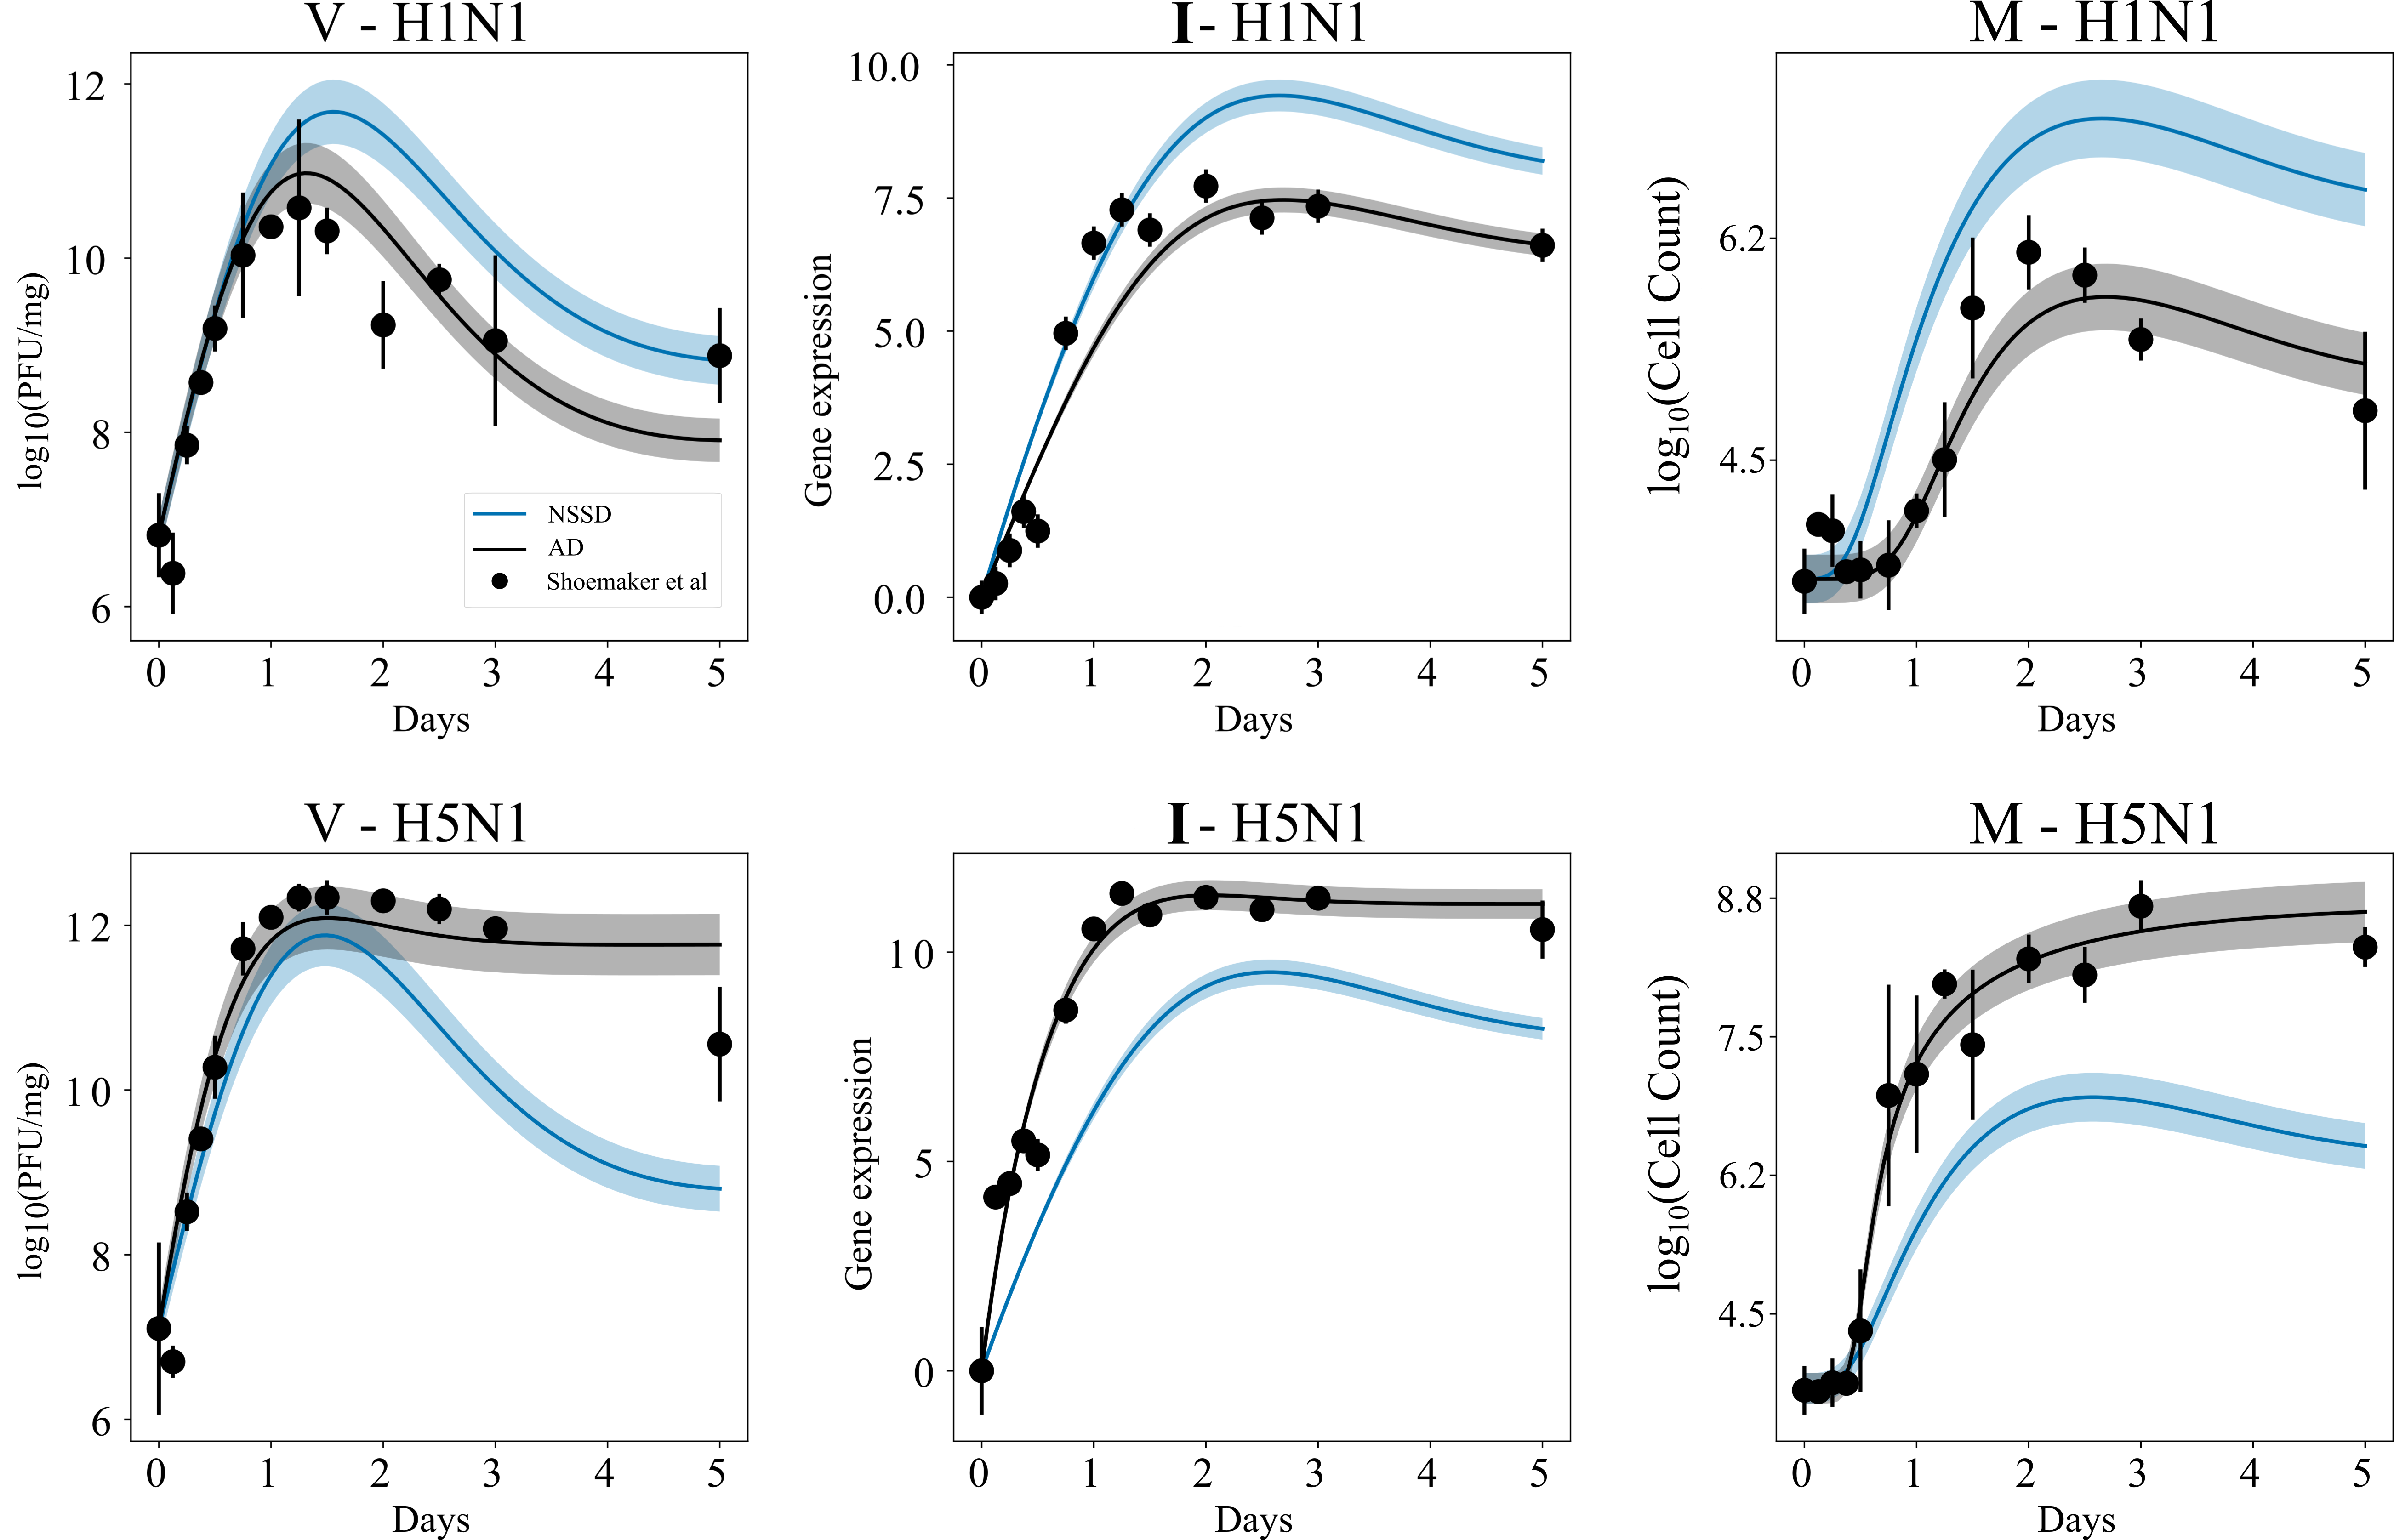 V - H1N1
log10(PFU/mg)
12
10
8
6
NSSD
AD
Shoemaker et al
0 1 2 3 4 5
Days
I - H1N1
Gene expression
10.0
7.5
5.0
2.5
0.0
0 1 2 3 4 5
Days
M - H1N1
log10(Cell Count)
6.2
4.5
0 1 2 3 4 5
Days
V - H5N1
log10(PFU/mg)
12
10
8
6
0 1 2 3 4 5
Days
I - H5N1
Gene expression
10
5
0
0 1 2 3 4 5
Days
M - H5N1
log10(Cell Count)
8.8
7.5
6.2
4.5
0 1 2 3 4 5
Days